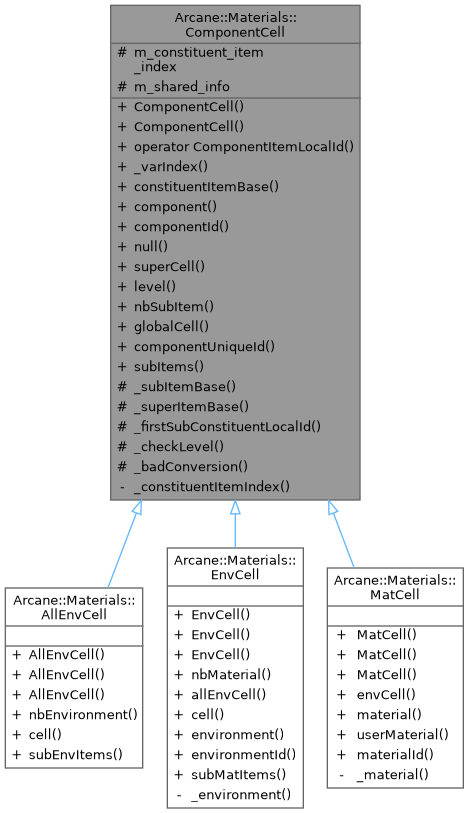 Arcane::Materials::
ComponentCell
# m_constituent_item
_index
# m_shared_info
+ ComponentCell()
+ ComponentCell()
+ operator ComponentItemLocalId()
+ _varIndex()
+ constituentItemBase()
+ component()
+ componentId()
+ null()
+ superCell()
+ level()
+ nbSubItem()
+ globalCell()
+ componentUniqueId()
+ subItems()
# _subItemBase()
# _superItemBase()
# _firstSubConstituentLocalId()
# _checkLevel()
# _badConversion()
- _constituentItemIndex()
Arcane::Materials::
AllEnvCell
+ AllEnvCell()
+ AllEnvCell()
+ AllEnvCell()
+ nbEnvironment()
+ cell()
+ subEnvItems()
Arcane::Materials::
EnvCell
+ EnvCell()
+ EnvCell()
+ EnvCell()
+ nbMaterial()
+ allEnvCell()
+ cell()
+ environment()
+ environmentId()
+ subMatItems()
- _environment()
Arcane::Materials::
MatCell
+ MatCell()
+ MatCell()
+ MatCell()
+ envCell()
+ material()
+ userMaterial()
+ materialId()
- _material()